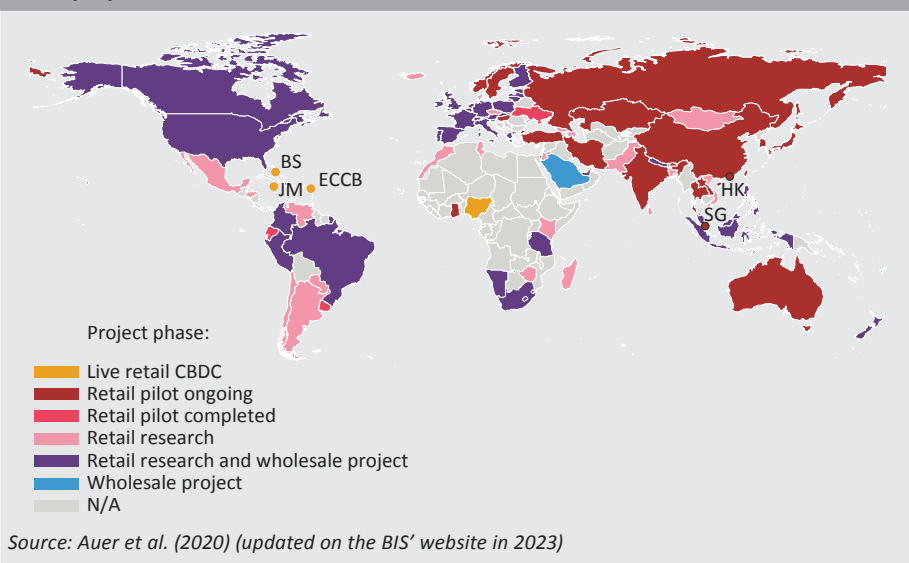 BS
ECCB
JM
HK
SG
Project phase:
Live retail CBDC
Retail pilot ongoing
Retail pilot completed
Retail research
Retail research and wholesale project
Wholesale project
N/A
Source: Auer et al. (2020) (updated on the BIS' website in 2023)